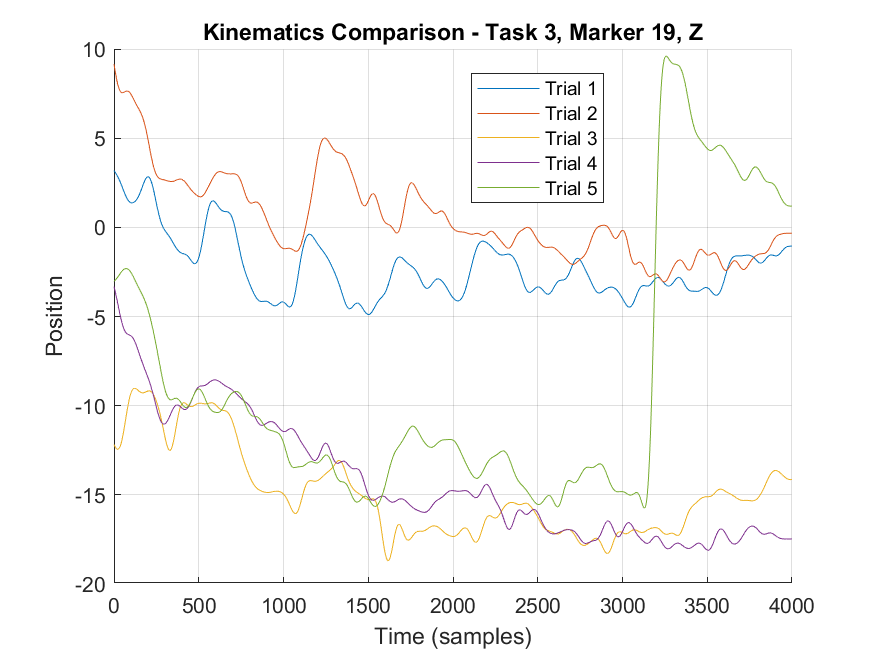 Kinematics Comparison - Task 3, Marker 19, Z
10
5
0
-5
-10
-15
-20
Position
Trial 1
Trial 2
Trial 3
Trial 4
Trial 5
0 500 1000 1500 2000 2500 3000 3500 4000
Time (samples)